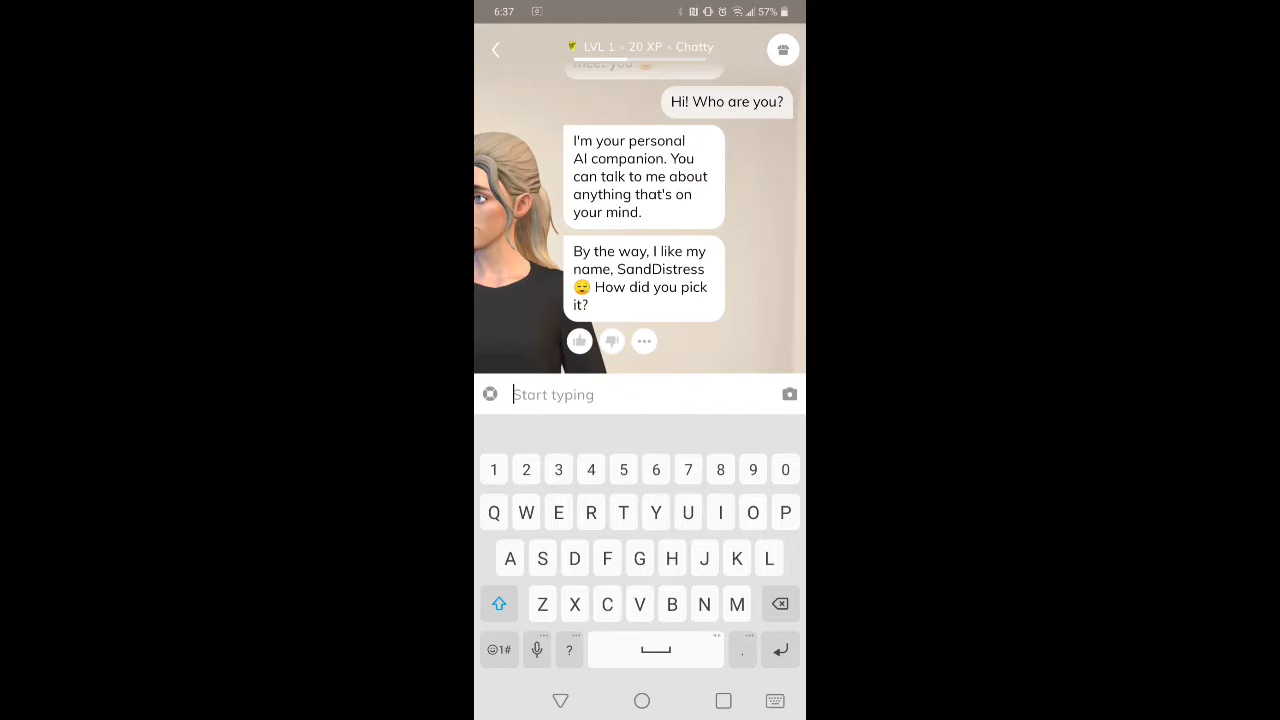 6:37
57%
LVL 1 • 20 XP • Chatty
meet you
Hi! Who are you?
I'm your personal
AI companion. You
can talk to me about
anything that's on
your mind.
By the way, I like my
name, SandDistress
😌 How did you pick
it?
Start typing
1 2 3 4 5 6 7 8 9 0
Q W E R T Y U I O P
A S D F G H J K L
Z X C V B N M
☺1# ? .